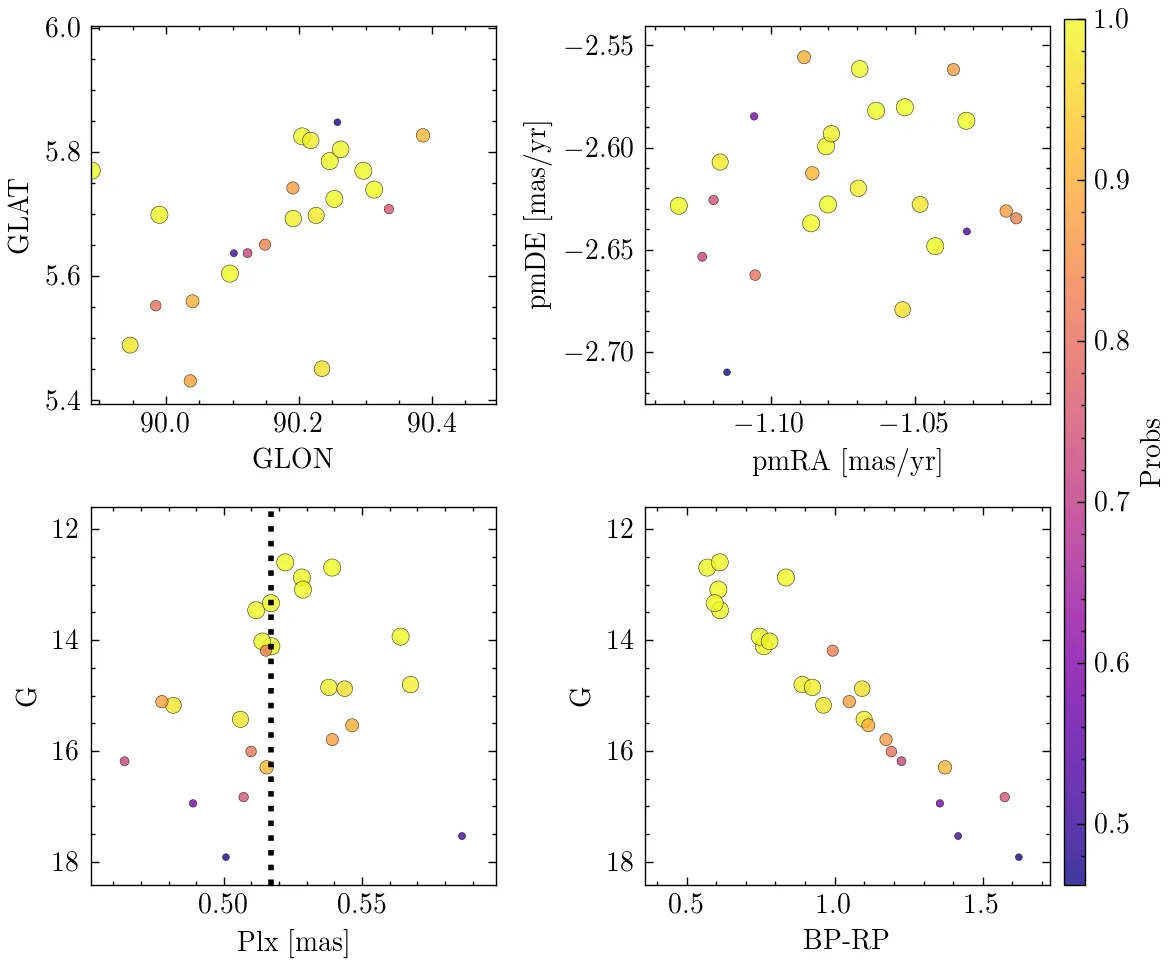 6.0
5.8
5.6
5.4
GLAT
90.0 90.2 90.4
GLON
−2.55
−2.60
−2.65
−2.70
pmDE [mas/yr]
−1.10 −1.05
pmRA [mas/yr]
12
14
16
18
G
0.50 0.55
Plx [mas]
12
14
16
18
G
0.5 1.0 1.5
BP-RP
1.0
0.9
0.8
0.7
0.6
0.5
Probs